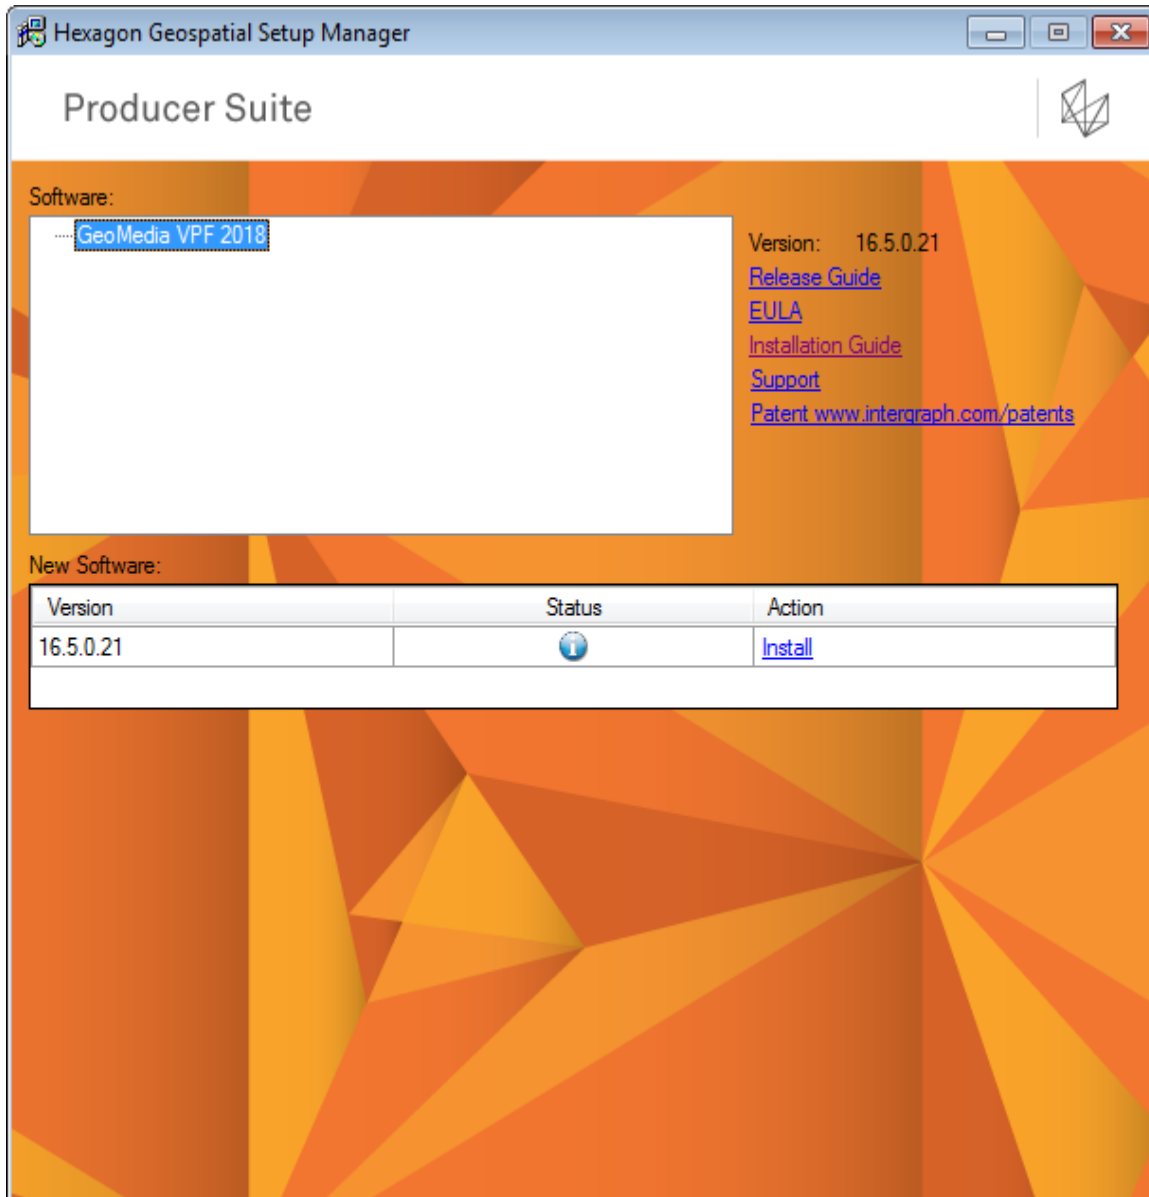 Hexagon Geospatial Setup Manager
Producer Suite
Software:
GeoMedia VPF 2018
Version: 16.5.0.21
Release Guide
EULA
Installation Guide
Support
Patent www.intergraph.com/patents
New Software:
Version Status Action
16.5.0.21 Install